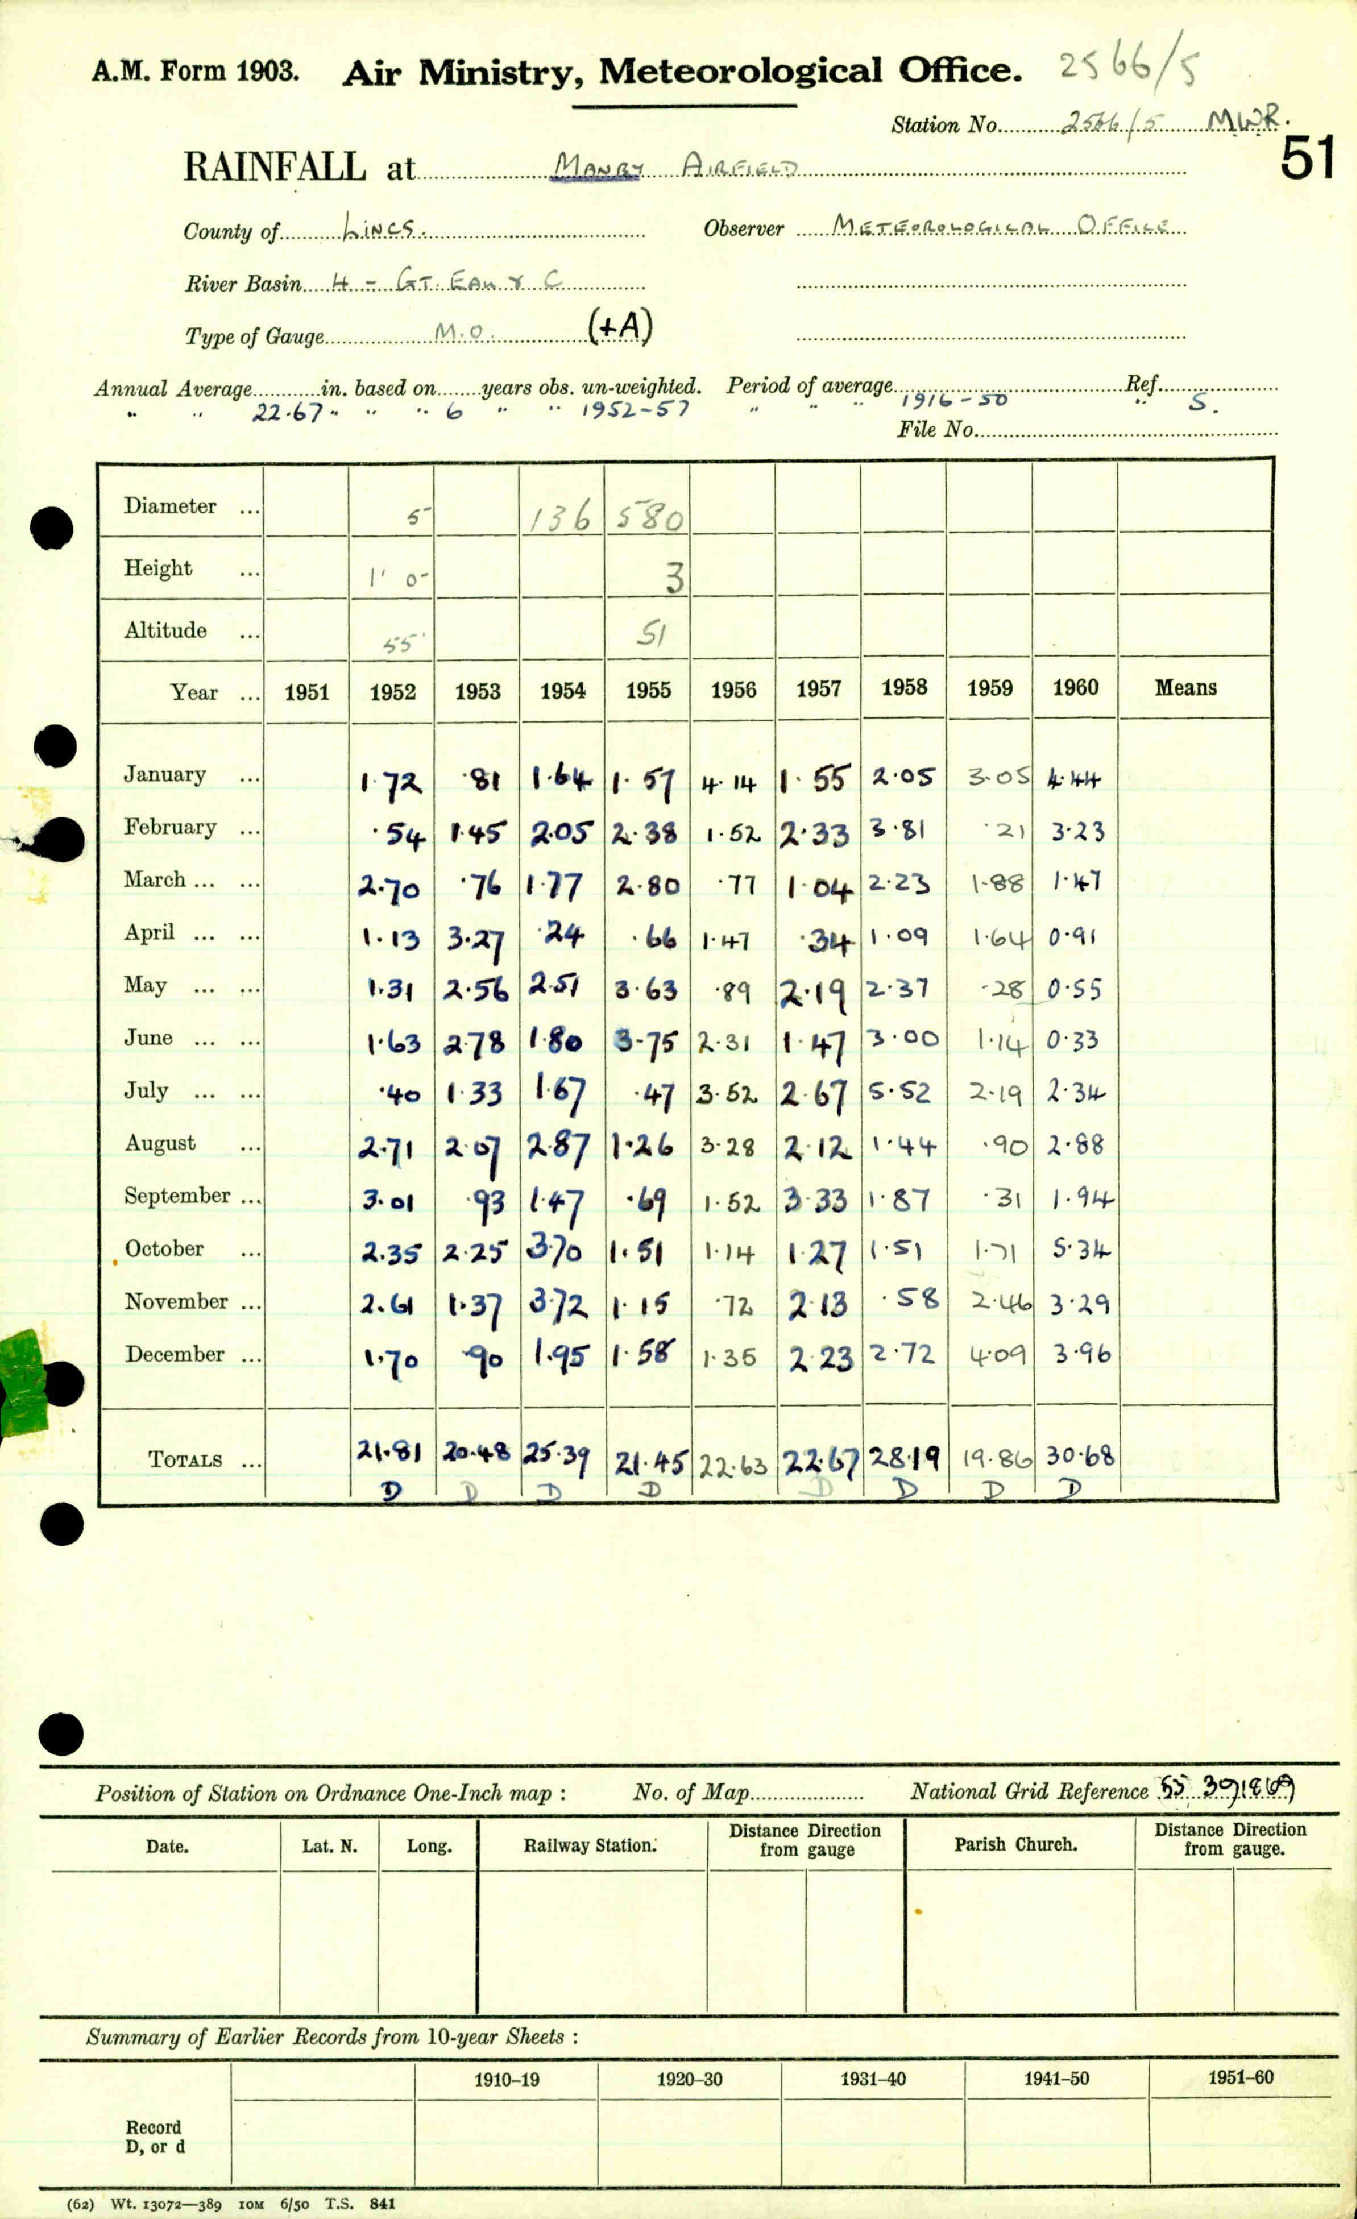 A.M. Form 1903. Air Ministry, Meteorological Office. 2566/5
Station No. 2566/5 MWR.
51
RAINFALL at MANBY AIRFIELD
County of LINCS. Observer METEOROLOGICAL OFFICE
River Basin 4 - GT. EAU & C
Type of Gauge M.O. (+A)
Annual Average in. based on years obs. un-weighted. Period of average Ref.
" " 22.67 " " " 6 " " 1952-57 " " " 1916-50 " S.
File No.
Diameter ... 5" 136 580
Height ... 1' 0" 3
Altitude ... 55' 51
Year ... 1951 1952 1953 1954 1955 1956 1957 1958 1959 1960 Means
January ... 1.72 .81 1.64 1.57 4.14 1.55 2.05 3.05 4.44
February ... .54 1.45 2.05 2.38 1.52 2.33 3.81 .21 3.23
March ... ... 2.70 .76 1.77 2.80 .77 1.04 2.23 1.88 1.47
April ... ... 1.13 3.27 .24 .66 1.47 .34 1.09 1.64 0.91
May ... ... 1.31 2.56 2.51 3.63 .89 2.19 2.37 .28 0.55
June ... ... 1.63 2.78 1.80 3.75 2.31 1.47 3.00 1.14 0.33
July ... ... .40 1.33 1.67 .47 3.52 2.67 5.52 2.19 2.34
August ... 2.71 2.07 2.87 1.26 3.28 2.12 1.44 .90 2.88
September ... 3.01 .93 1.47 .69 1.52 3.33 1.87 .31 1.94
October ... 2.35 2.25 3.70 1.51 1.14 1.27 1.51 1.71 5.34
November ... 2.61 1.37 3.72 1.15 .72 2.13 .58 2.46 3.29
December ... 1.70 .90 1.95 1.58 1.35 2.23 2.72 4.09 3.96
TOTALS ... 21.81 20.48 25.39 21.45 22.63 22.67 28.19 19.86 30.68
D D D D D D D D
Position of Station on Ordnance One-Inch map : No. of Map National Grid Reference 53 391869
Date. Lat. N. Long. Railway Station. Distance Direction from gauge Parish Church. Distance Direction from gauge.
Summary of Earlier Records from 10-year Sheets :
1910–19 1920–30 1931–40 1941–50 1951–60
Record
D, or d
(62) Wt. 13072—389 10M 6/50 T.S. 841